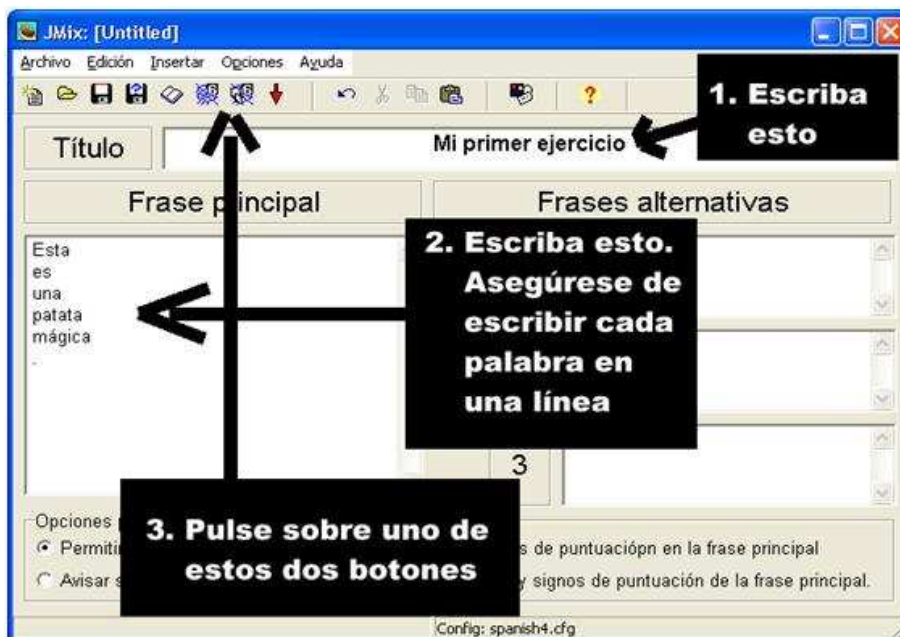 JMix: [Untitled]
Archivo Edición Insertar Opciones Ayuda
1. Escriba
esto
Título
Mi primer ejercicio
Frase principal
Frases alternativas
Esta
es
una
patata
mágica
.
2. Escriba esto.
Asegúrese de
escribir cada
palabra en
una línea
3
Opciones
3. Pulse sobre uno de
estos dos botones
de puntuaciópn en la frase principal
Avisar
y signos de puntuación de la frase principal.
Config: spanish4.cfg